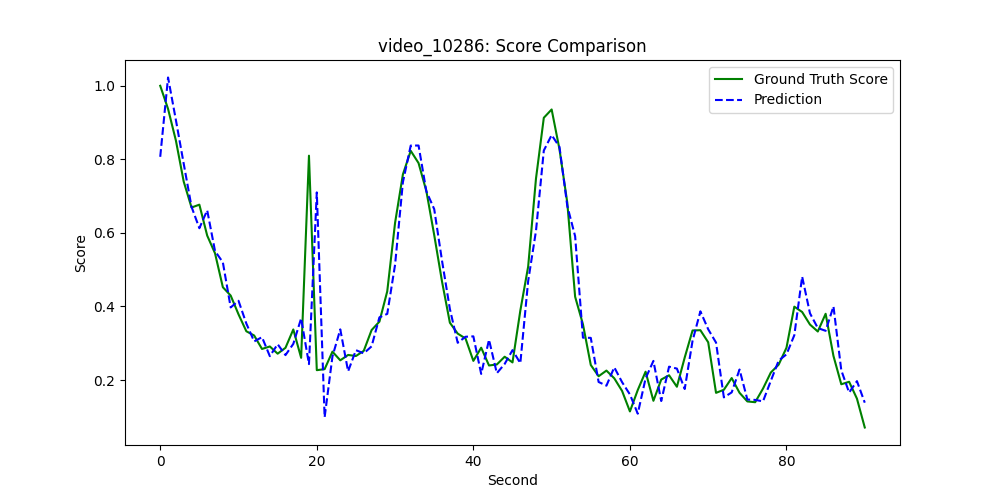 video_10286: Score Comparison
Ground Truth Score
Prediction
Score
1.0
0.8
0.6
0.4
0.2
0 20 40 60 80
Second